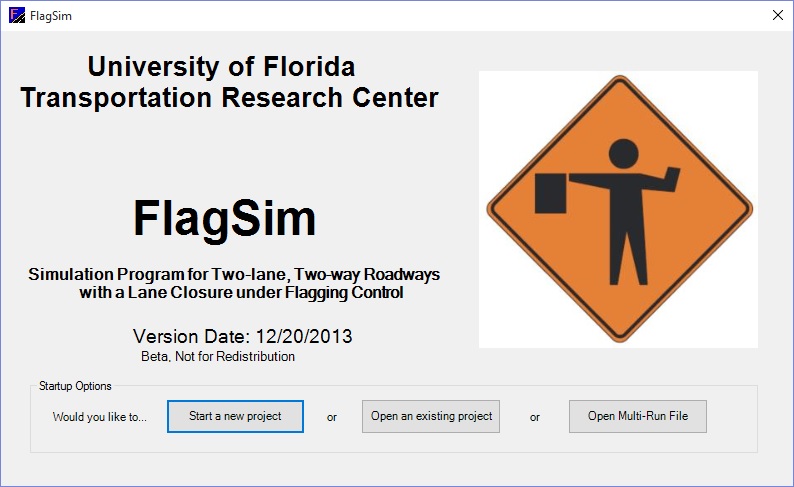 FlagSim
University of Florida
Transportation Research Center
FlagSim
Simulation Program for Two-lane, Two-way Roadways
with a Lane Closure under Flagging Control
Version Date: 12/20/2013
Beta, Not for Redistribution
Startup Options
Would you like to... Start a new project or Open an existing project or Open Multi-Run File